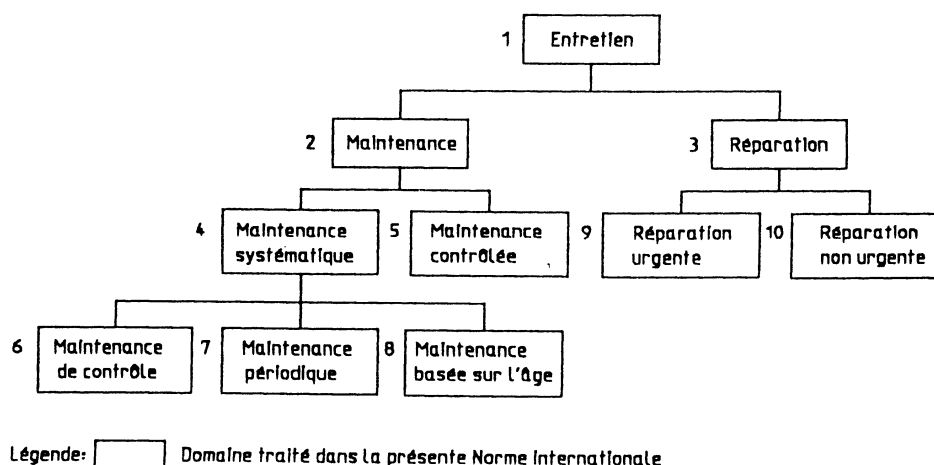 1 Entretien
2 Maintenance 3 Réparation
4 Maintenance systématique
5 Maintenance contrôlée
9 Réparation urgente
10 Réparation non urgente
6 Maintenance de contrôle
7 Maintenance périodique
8 Maintenance basée sur l'âge
Légende: Domaine traité dans la présente Norme internationale